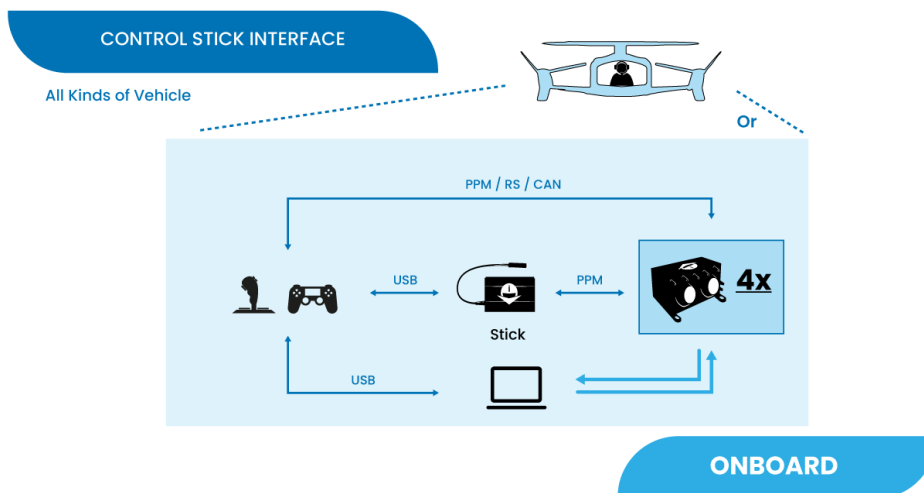 CONTROL STICK INTERFACE
All Kinds of Vehicle
Or
PPM / RS / CAN
USB
PPM
4x
Stick
USB
ONBOARD